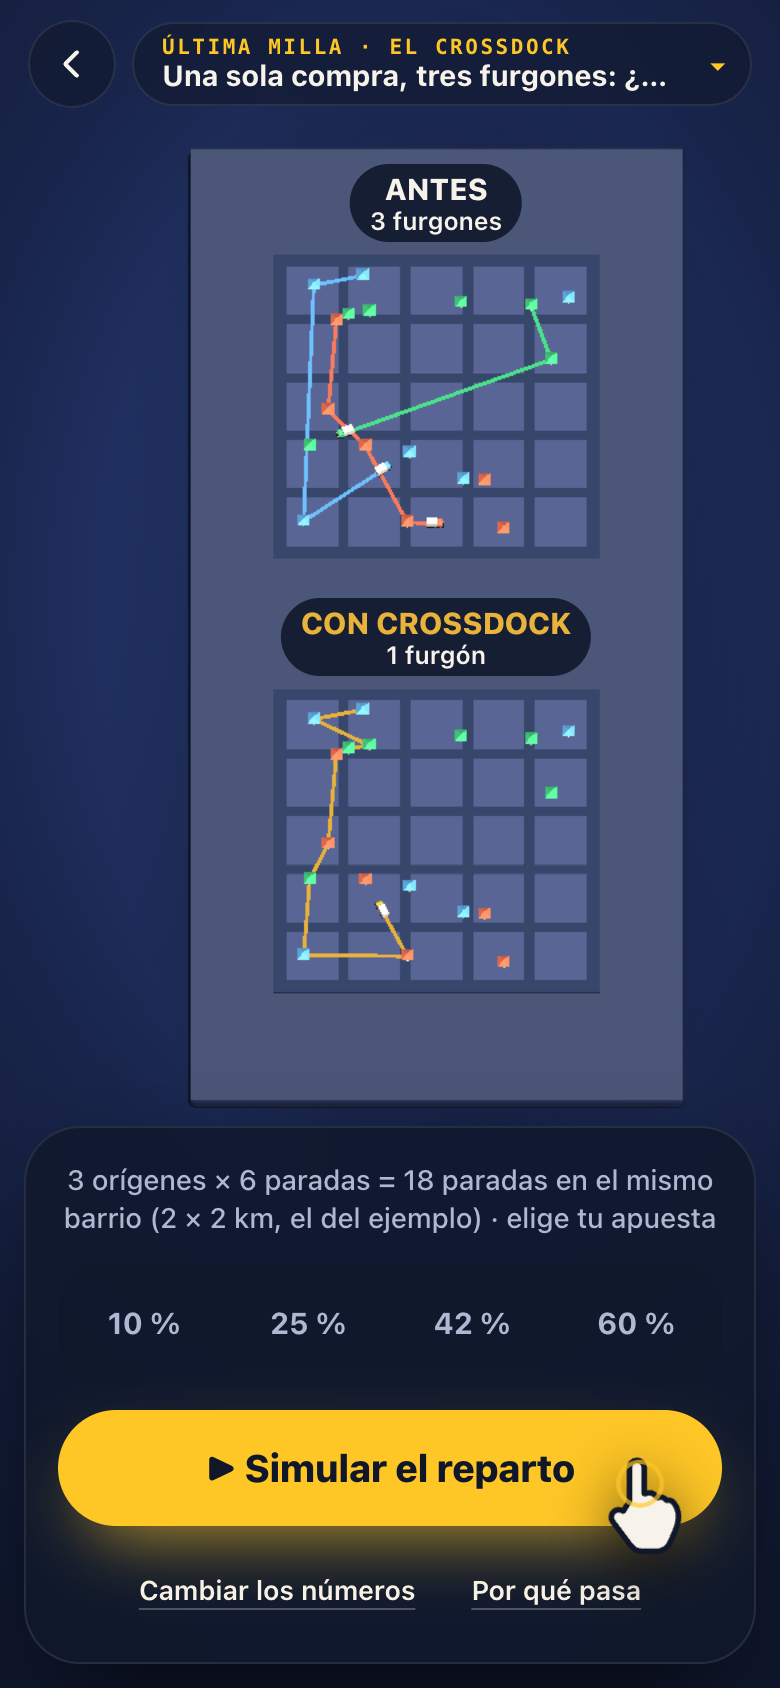 ÚLTIMA MILLA · EL CROSSDOCK
Una sola compra, tres furgones: ¿...
ANTES
3 furgones
CON CROSSDOCK
1 furgón
3 orígenes × 6 paradas = 18 paradas en el mismo
barrio (2 × 2 km, el del ejemplo) · elige tu apuesta
10 %
25 %
42 %
60 %
Simular el reparto
Cambiar los números
Por qué pasa